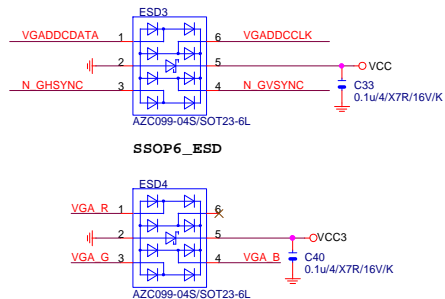 ESD3
VGADDCDATA 1 6 VGADDCCLK
2 5 VCC
N_GHSYNC 3 4 N_GVSYNC
C33
0.1u/4/X7R/16V/K
AZC099-04S/SOT23-6L
SSOP6_ESD
ESD4
VGA_R 1 6
2 5 VCC3
VGA_G 3 4 VGA_B
C40
0.1u/4/X7R/16V/K
AZC099-04S/SOT23-6L